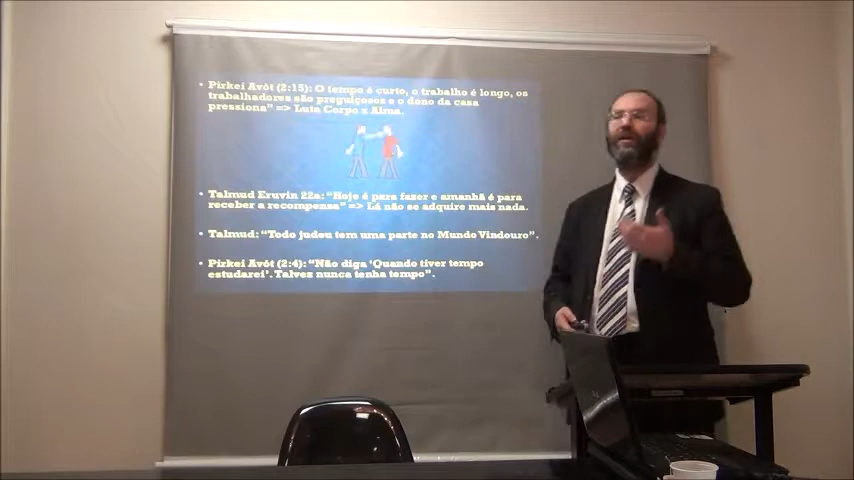 • Pirkei Avót (2:15): O tempo é curto, o trabalho é longo, os
trabalhadores são preguiçosos e o dono da casa
pressiona" => Luta Corpo x Alma.
• Talmud Eruvin 22a: "Hoje é para fazer e amanhã é para
receber a recompensa" => Lá não se adquire mais nada.
• Talmud: "Todo judeu tem uma parte no Mundo Vindouro".
• Pirkei Avót (2:4): "Não diga 'Quando tiver tempo
estudarei'. Talvez nunca tenha tempo".
hp